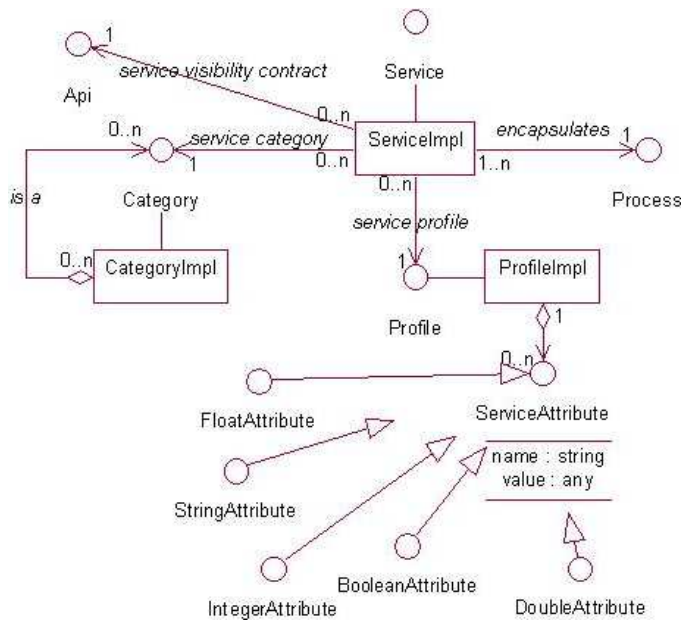 1
Api
service visibility contract
Service
0..n
0..n
service category
1
0..n
ServiceImpl
encapsulates
1..n
1
Process
is a
Category
0..n
service profile
0..n
CategoryImpl
1
Profile
ProfileImpl
1
0..n
FloatAttribute
ServiceAttribute
name : string
value : any
StringAttribute
BooleanAttribute
IntegerAttribute
DoubleAttribute